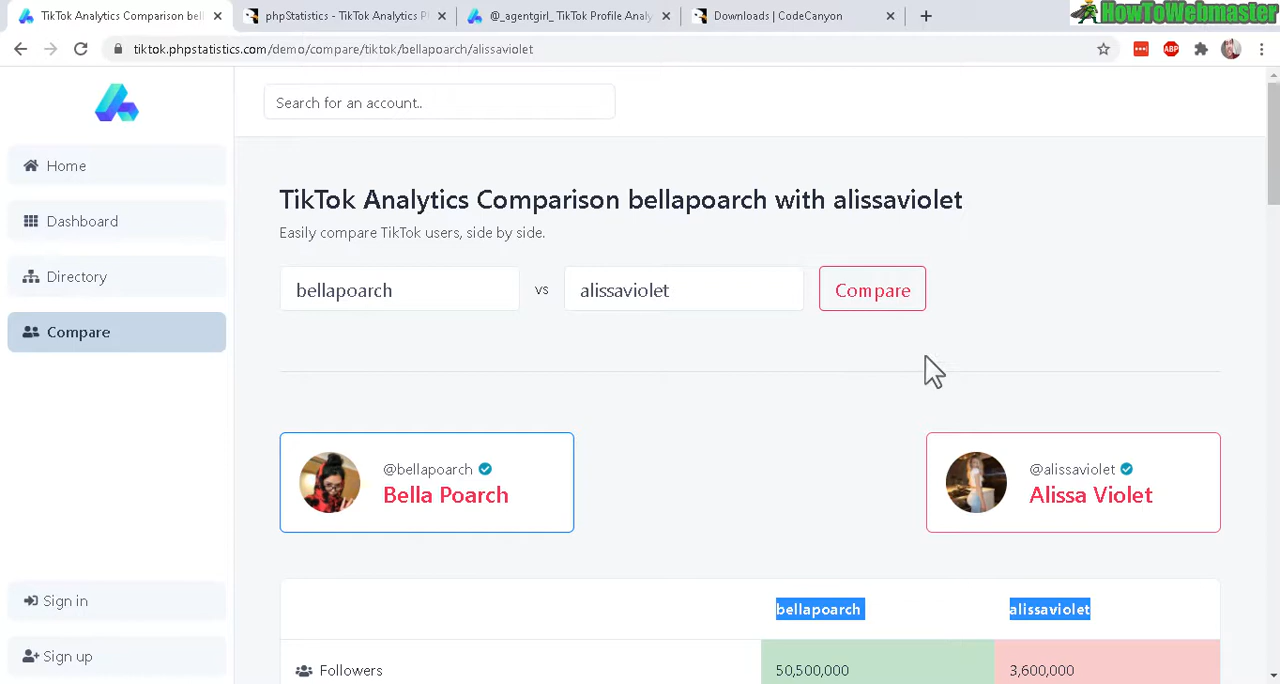 TikTok Analytics Comparison bel
phpStatistics - TikTok Analytics P
TikTok Profile Analy
Downloads | CodeCanyon
HowToWebmaster
tiktok.phpstatistics.com/demo/compare/tiktok/bellapoarch/alissaviolet
ABP
Search for an account..
Home
Dashboard
Directory
Compare
Sign in
Sign up
TikTok Analytics Comparison bellapoarch with alissaviolet
Easily compare TikTok users, side by side.
bellapoarch vs alissaviolet Compare
@bellapoarch
Bella Poarch
@alissaviolet
Alissa Violet
bellapoarch alissaviolet
Followers 50,500,000 3,600,000